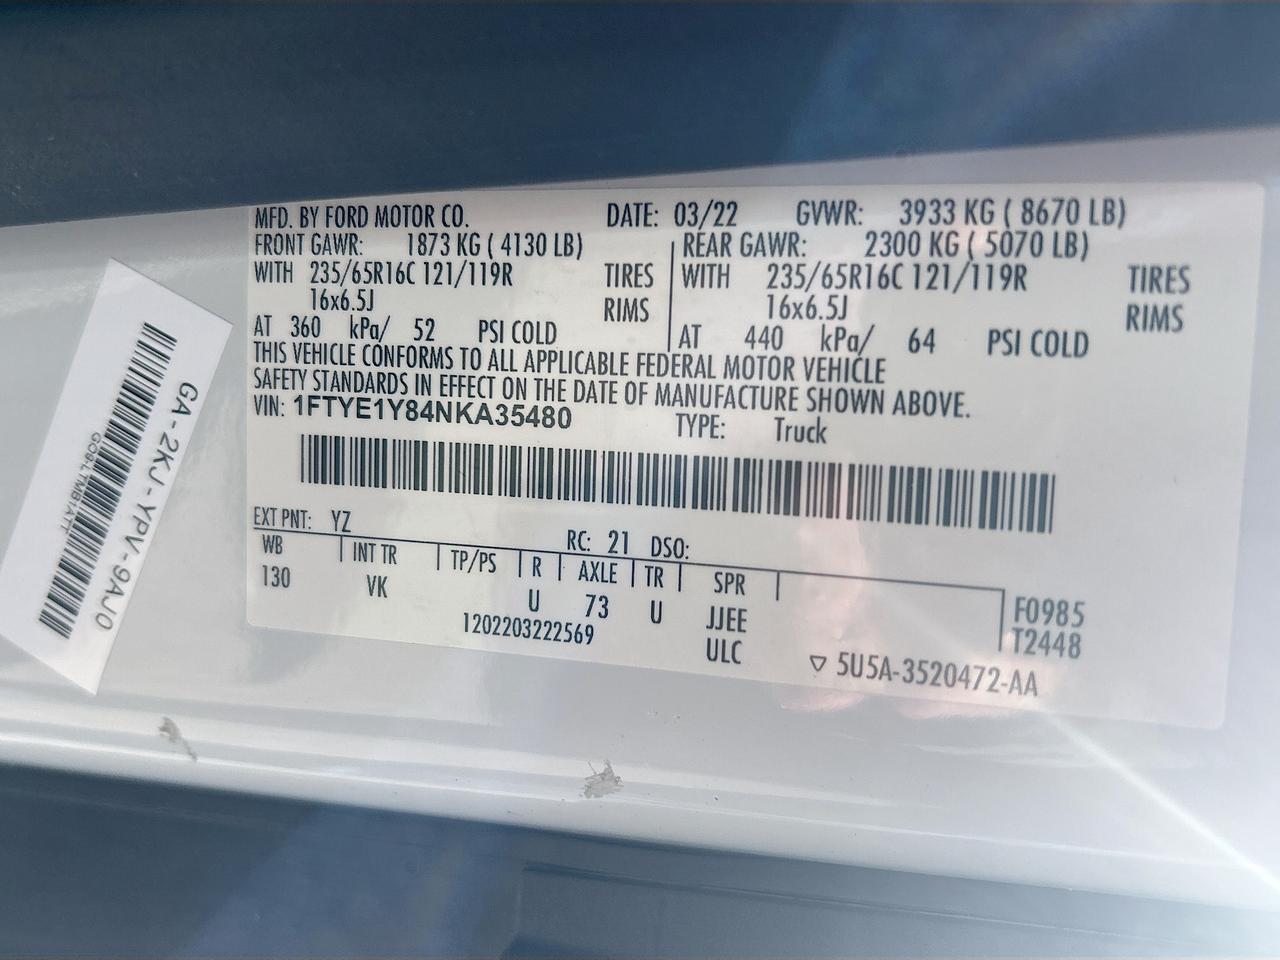 MFD. BY FORD MOTOR CO. DATE: 03/22 GVWR: 3933 KG ( 8670 LB)
FRONT GAWR: 1873 KG ( 4130 LB) REAR GAWR: 2300 KG ( 5070 LB)
WITH 235/65R16C 121/119R TIRES WITH 235/65R16C 121/119R TIRES
16x6.5J RIMS 16x6.5J RIMS
AT 360 kPa/ 52 PSI COLD AT 440 kPa/ 64 PSI COLD
THIS VEHICLE CONFORMS TO ALL APPLICABLE FEDERAL MOTOR VEHICLE
SAFETY STANDARDS IN EFFECT ON THE DATE OF MANUFACTURE SHOWN ABOVE.
VIN: 1FTYE1Y84NKA35480 TYPE: Truck
EXT PNT: YZ RC: 21 DSO:
WB INT TR TP/PS R AXLE TR SPR
130 VK U 73 U JJEE F0985
1202203222569 ULC T2448
▽ 5U5A-3520472-AA
GA-2KJ-YPV-9AJ0
GO9-LTMB1ATT